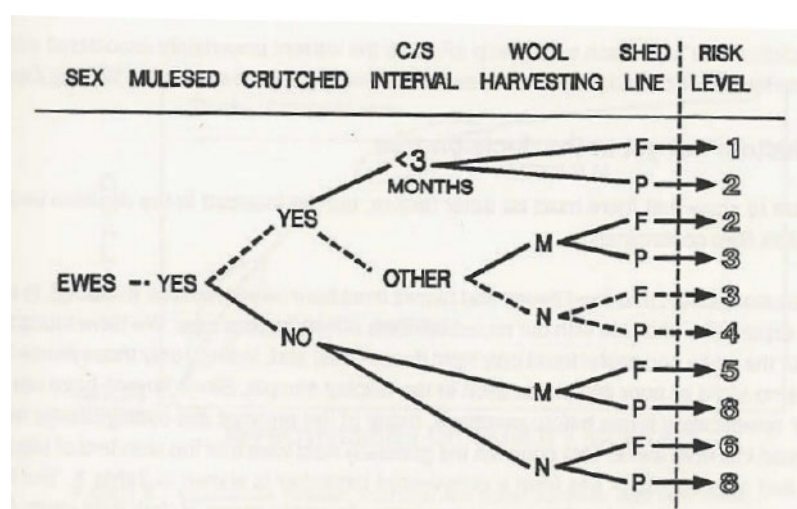 C/S WOOL SHED RISK
SEX MULESED CRUTCHED INTERVAL HARVESTING LINE LEVEL
F 1
<3
MONTHS
P 2
YES
F 2
M
P 3
EWES YES OTHER
F 3
N
P 4
NO
F 5
M
P 8
F 6
N
P 8